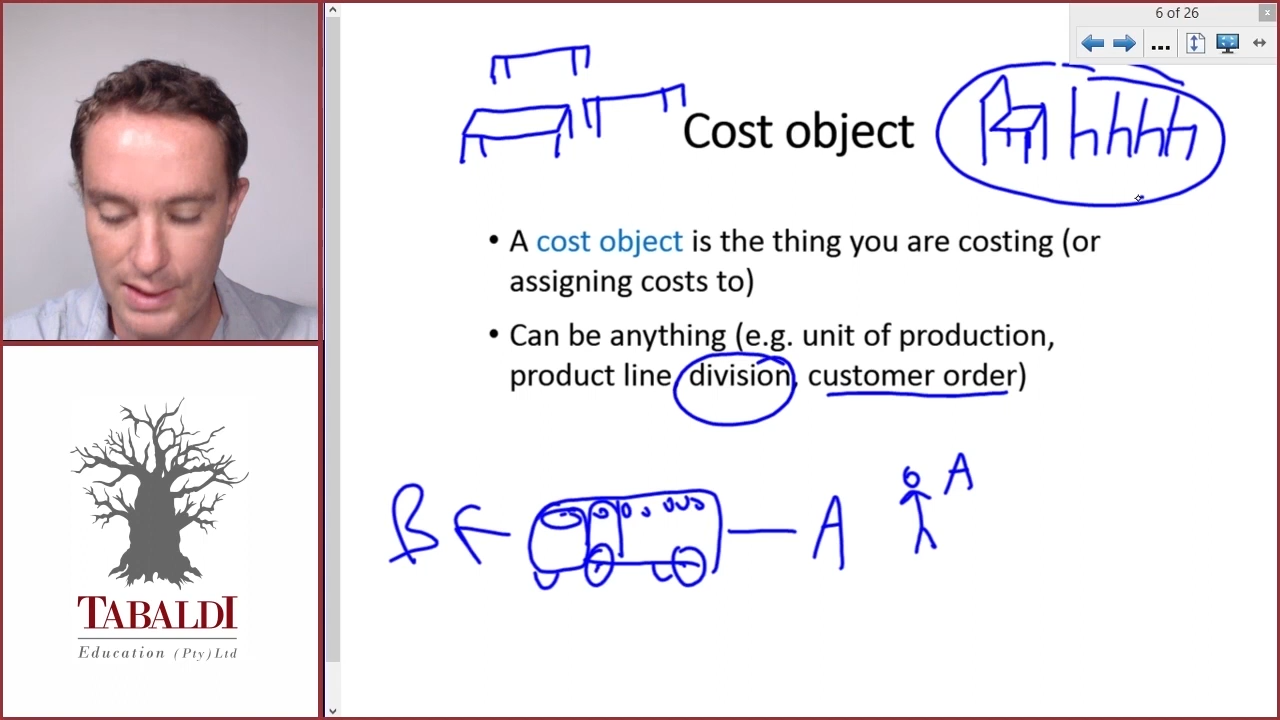 6 of 26
x
Cost object
• A cost object is the thing you are costing (or
assigning costs to)
• Can be anything (e.g. unit of production,
product line, division, customer order)
B
A
A
TABALDI
Education (Pty) Ltd